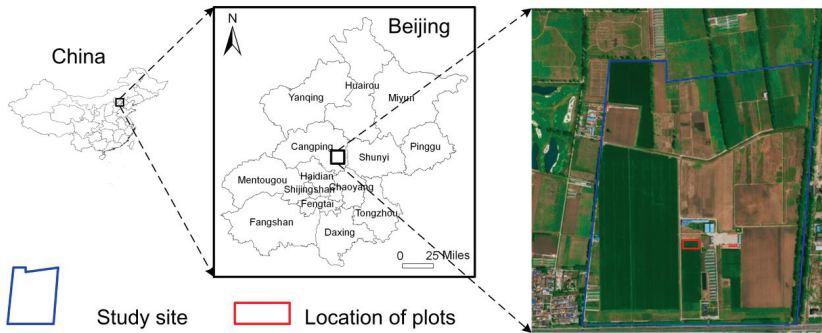 China
N
Beijing
Huairou
Yanqing
Miyun
Cangping
Pinggu
Shunyi
Haidian
Mentougou
Shijingshan
Chaoyang
Fengtai
Tongzhou
Fangshan
Daxing
0 25 Miles
Study site
Location of plots